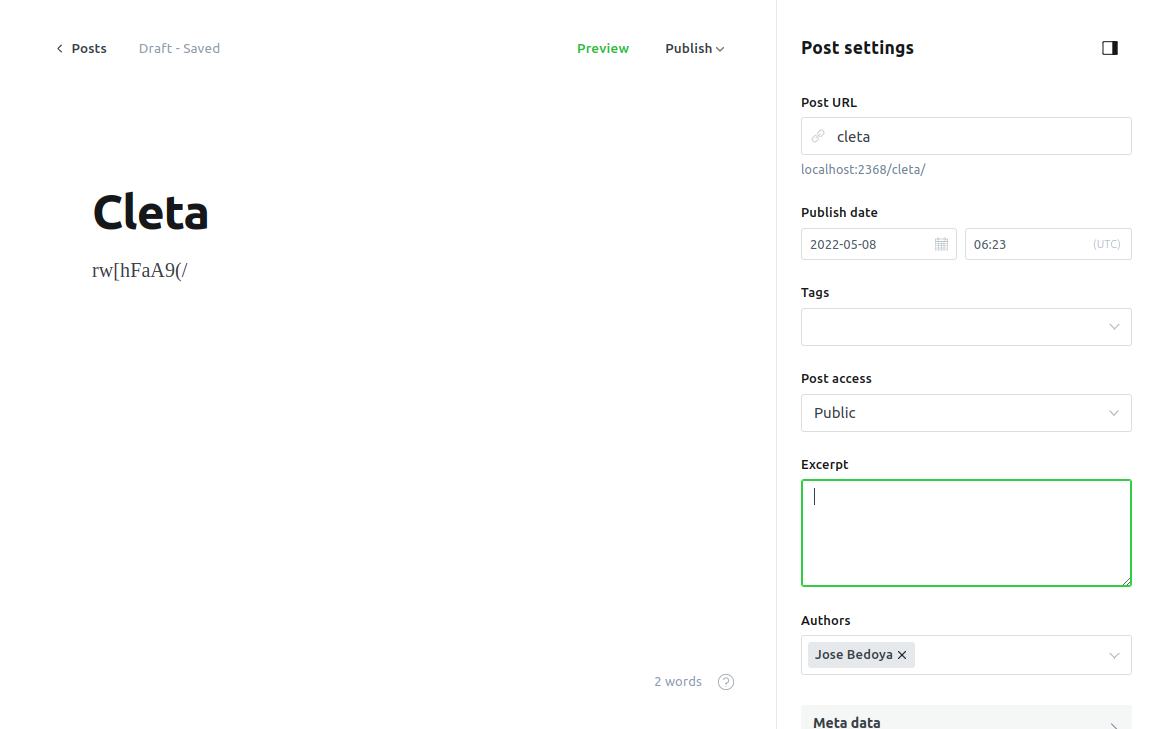 Posts
Draft - Saved
Preview
Publish
Cleta
rw[hFaA9(/
2 words
?
Post settings
Post URL
cleta
localhost:2368/cleta/
Publish date
2022-05-08
06:23
(UTC)
Tags
Post access
Public
Excerpt
Authors
Jose Bedoya
Meta data